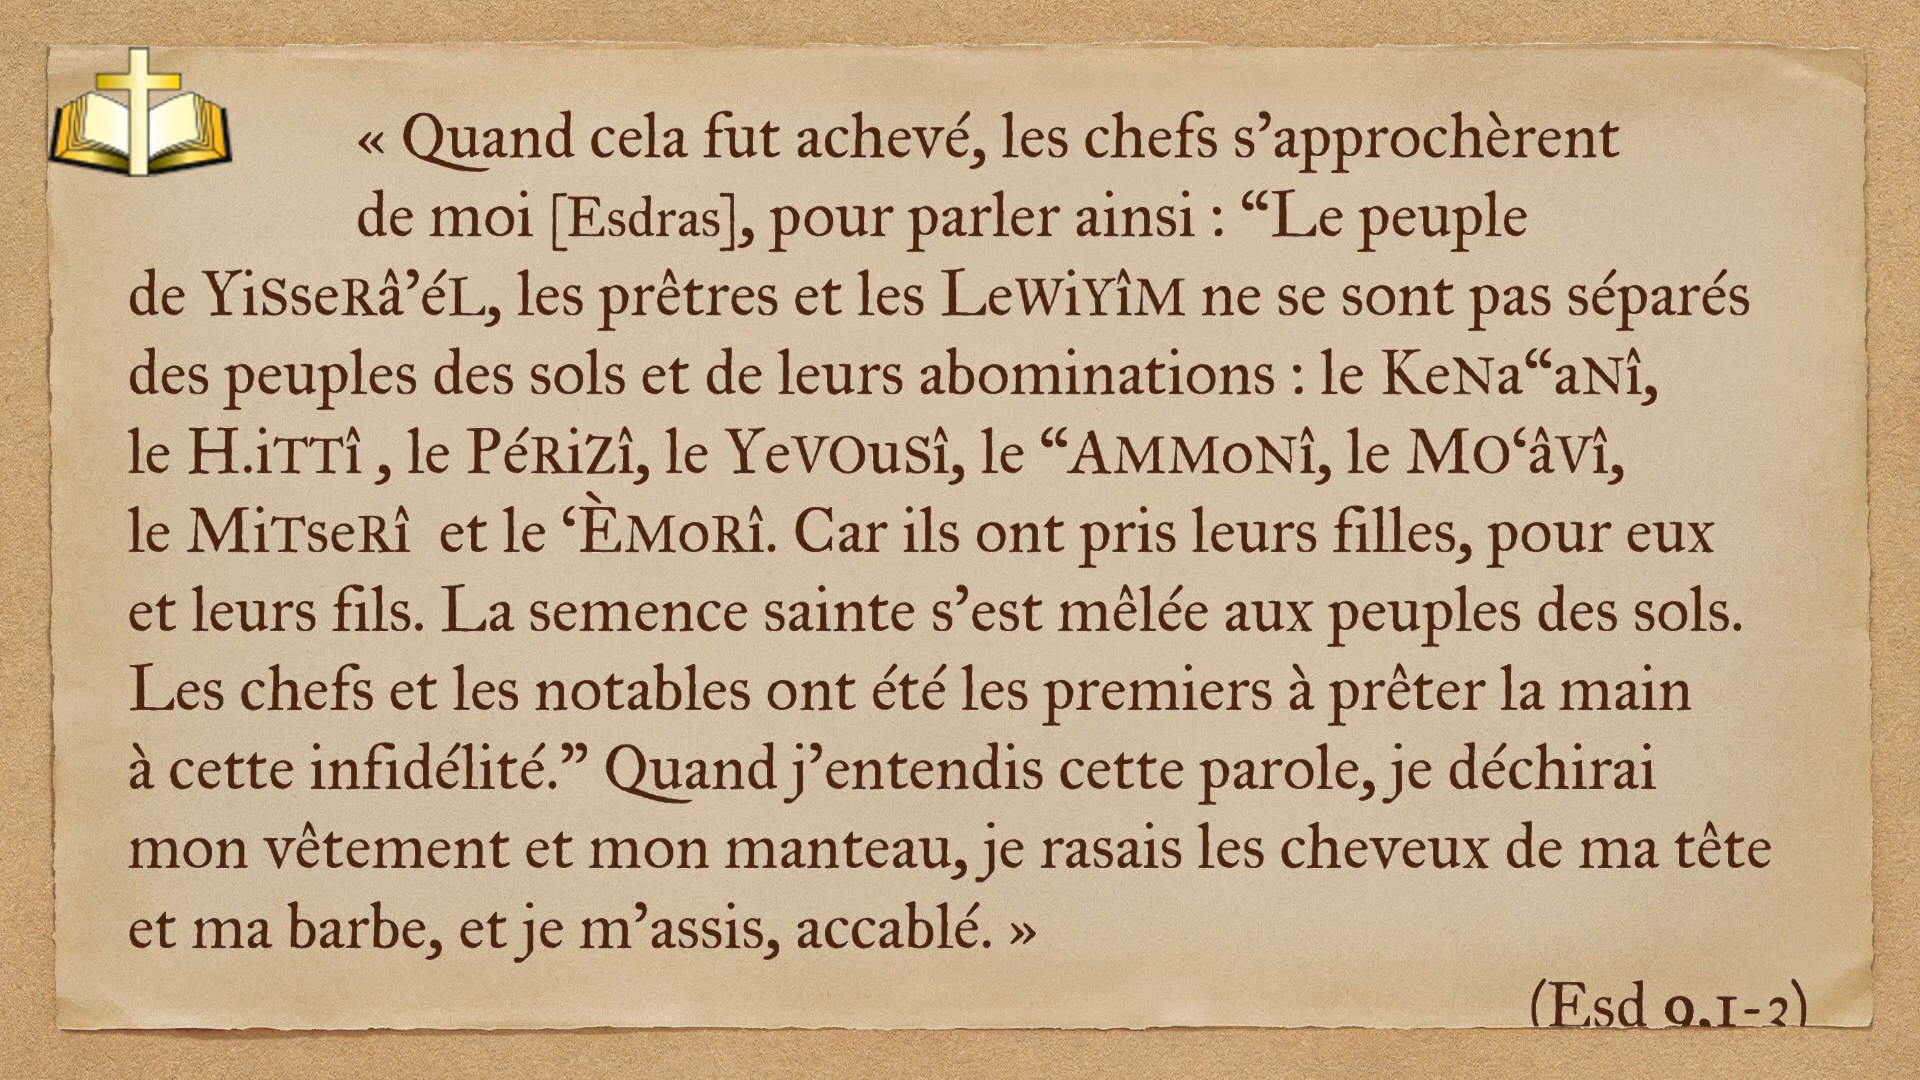 « Quand cela fut achevé, les chefs s’approchèrent
de moi [Esdras], pour parler ainsi : “Le peuple
de YiSseRâ’éL, les prêtres et les LeWiYîM ne se sont pas séparés
des peuples des sols et de leurs abominations : le KeNa“aNî,
le H.iTTî , le PéRiZî, le YeVOuSî, le “AMMoNî, le MO‘âVî,
le MiTseRî et le ‘ÈMoRî. Car ils ont pris leurs filles, pour eux
et leurs fils. La semence sainte s’est mêlée aux peuples des sols.
Les chefs et les notables ont été les premiers à prêter la main
à cette infidélité.” Quand j’entendis cette parole, je déchirai
mon vêtement et mon manteau, je rasais les cheveux de ma tête
et ma barbe, et je m’assis, accablé. »
(Esd 9,1-3)